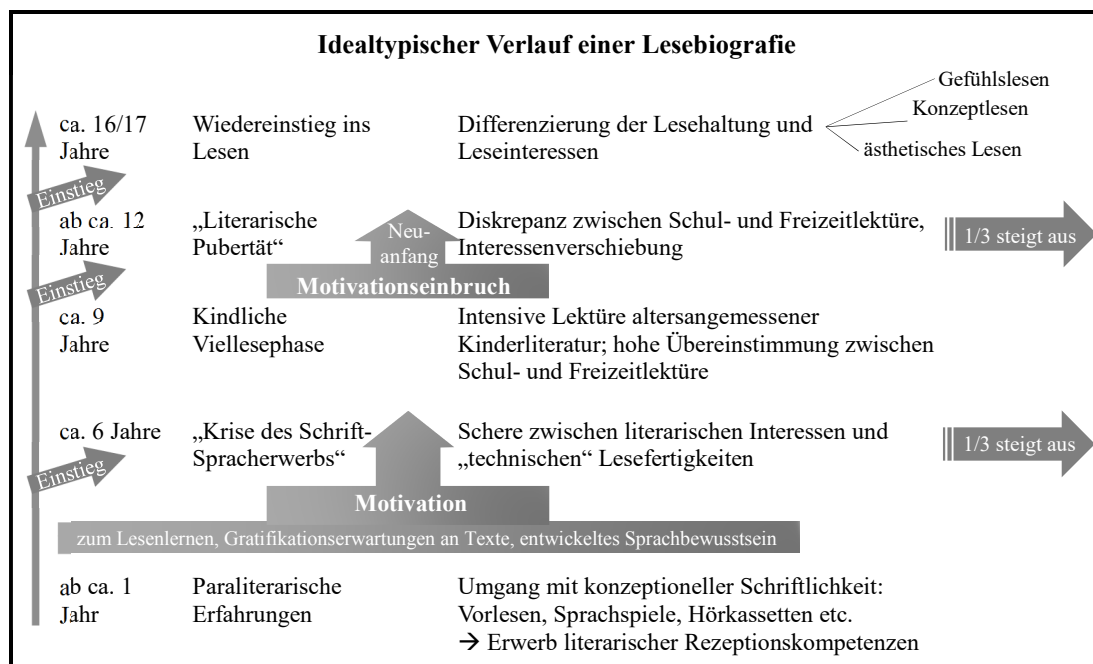 Idealtypischer Verlauf einer Lesebiografie
Gefühlslesen
Konzeptlesen
ästhetisches Lesen
ca. 16/17
Jahre
Wiedereinstieg ins
Lesen
Differenzierung der Lesehaltung und
Leseinteressen
Einstieg
ab ca. 12
Jahre
„Literarische
Pubertät“
Neu-
anfang
Diskrepanz zwischen Schul- und Freizeitlektüre,
Interessenverschiebung
1/3 steigt aus
Motivationseinbruch
Einstieg
ca. 9
Jahre
Kindliche
Viellesephase
Intensive Lektüre altersangemessener
Kinderliteratur; hohe Übereinstimmung zwischen
Schul- und Freizeitlektüre
ca. 6 Jahre
„Krise des Schrift-
Spracherwerbs“
Schere zwischen literarischen Interessen und
„technischen“ Lesefertigkeiten
1/3 steigt aus
Einstieg
Motivation
zum Lesenlernen, Gratifikationserwartungen an Texte, entwickeltes Sprachbewusstsein
ab ca. 1
Jahr
Paraliterarische
Erfahrungen
Umgang mit konzeptioneller Schriftlichkeit:
Vorlesen, Sprachspiele, Hörkassetten etc.
→ Erwerb literarischer Rezeptionskompetenzen